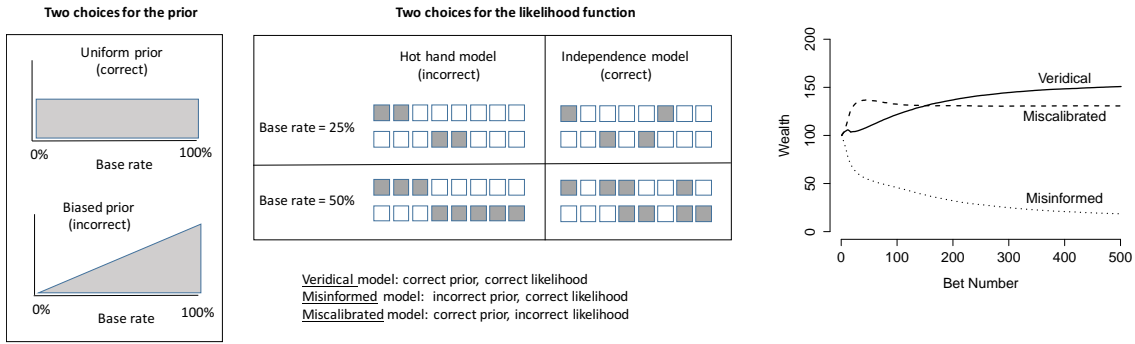 Two choices for the prior
Uniform prior
(correct)
0%
100%
Base rate
Biased prior
(incorrect)
0%
100%
Base rate
Two choices for the likelihood function
Hot hand model
(incorrect)
Independence model
(correct)
Base rate = 25%
Base rate = 50%
Veridical model: correct prior, correct likelihood
Misinformed model: incorrect prior, correct likelihood
Miscalibrated model: correct prior, incorrect likelihood
200
150
100
50
0
Wealth
Veridical
Miscalibrated
Misinformed
0 100 200 300 400 500
Bet Number